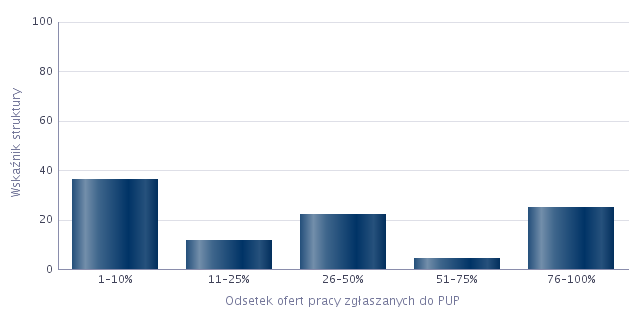 100
80
60
40
20
0
Wskaźnik struktury
1-10% 11-25% 26-50% 51-75% 76-100%
Odsetek ofert pracy zgłaszanych do PUP